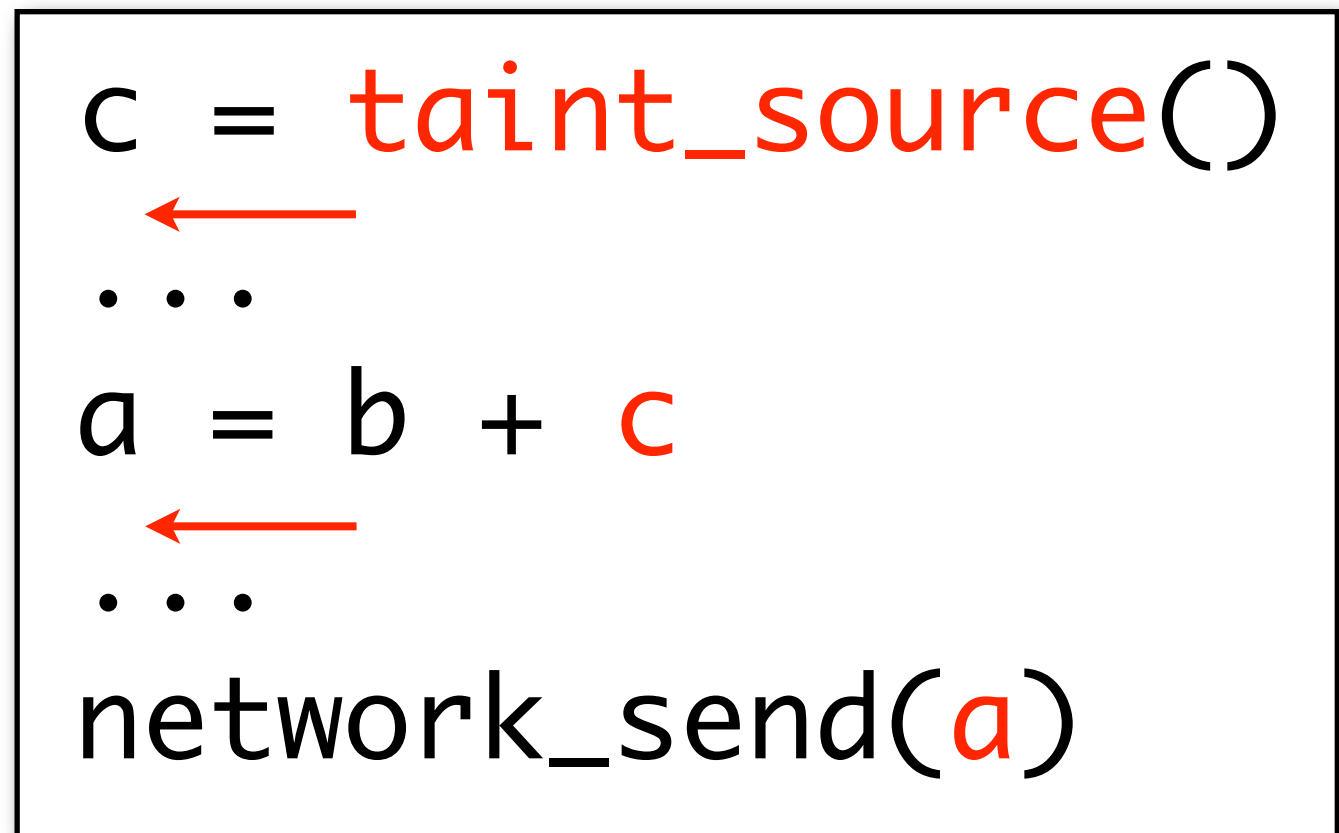 c = taint_source()
...
a = b + c
...
network_send(a)